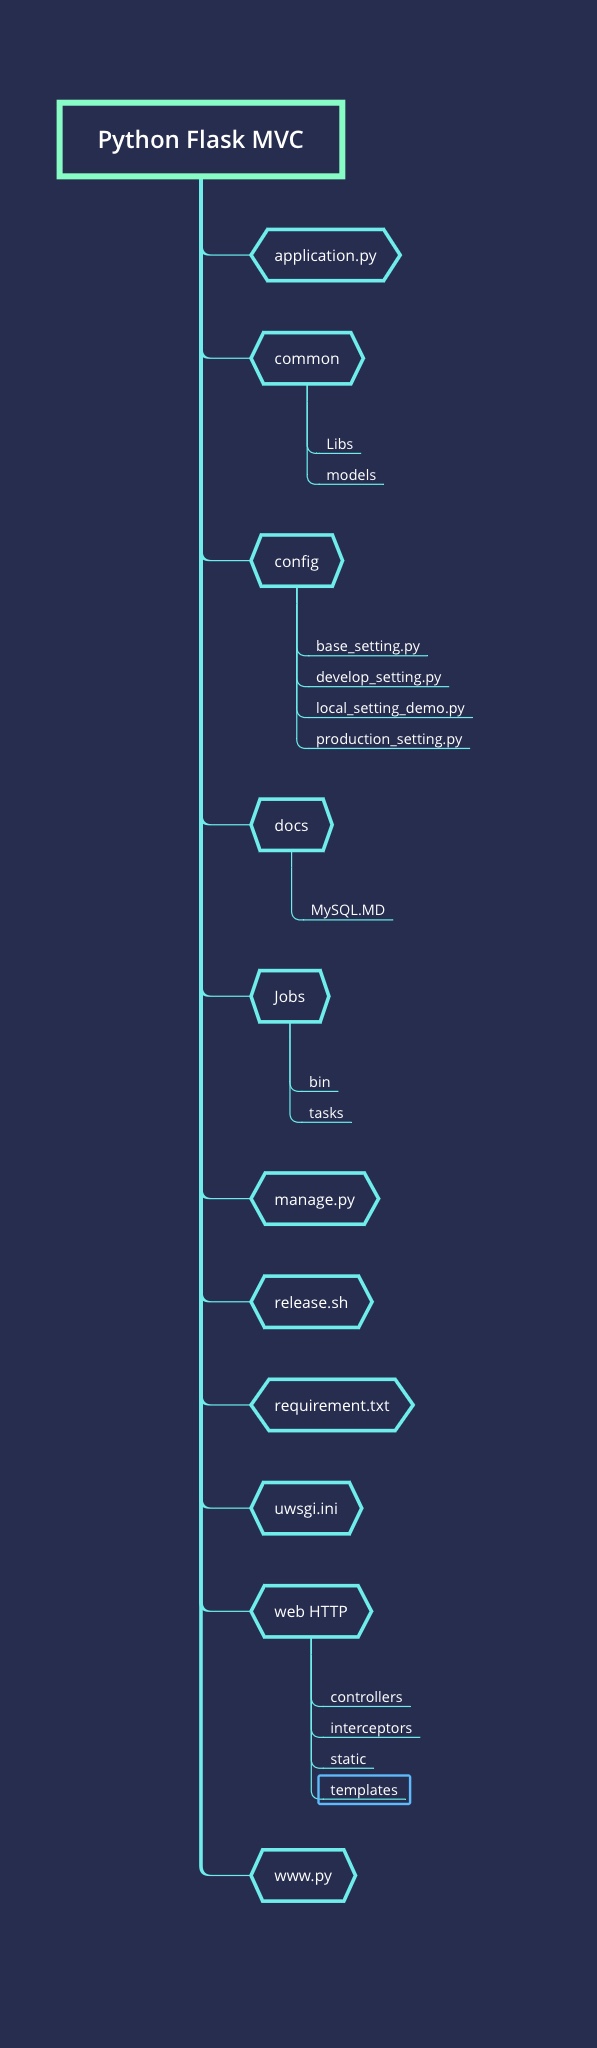 Python Flask MVC
application.py
common
Libs
models
config
base_setting.py
develop_setting.py
local_setting_demo.py
production_setting.py
docs
MySQL.MD
Jobs
bin
tasks
manage.py
release.sh
requirement.txt
uwsgi.ini
web HTTP
controllers
interceptors
static
templates
www.py